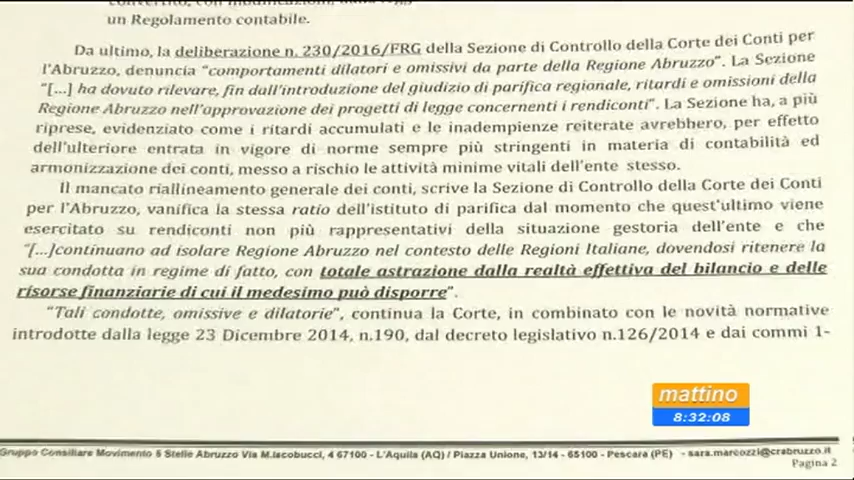 un Regolamento contabile.
Da ultimo, la deliberazione n. 230/2016/FRG della Sezione di Controllo della Corte dei Conti per
l'Abruzzo, denuncia "comportamenti dilatori e omissivi da parte della Regione Abruzzo". La Sezione
"[...] ha dovuto rilevare, fin dall'introduzione del giudizio di parifica regionale, ritardi e omissioni della
Regione Abruzzo nell'approvazione dei progetti di legge concernenti i rendiconti". La Sezione ha, a più
riprese, evidenziato come i ritardi accumulati e le inadempienze reiterate avrebbero, per effetto
dell'ulteriore entrata in vigore di norme sempre più stringenti in materia di contabilità ed
armonizzazione dei conti, messo a rischio le attività minime vitali dell'ente stesso.
Il mancato riallineamento generale dei conti, scrive la Sezione di Controllo della Corte dei Conti
per l'Abruzzo, vanifica la stessa ratio dell'istituto di parifica dal momento che quest'ultimo viene
esercitato su rendiconti non più rappresentativi della situazione gestoria dell'ente e che
"[...]continuano ad isolare Regione Abruzzo nel contesto delle Regioni Italiane, dovendosi ritenere la
sua condotta in regime di fatto, con totale astrazione dalla realtà effettiva del bilancio e delle
risorse finanziarie di cui il medesimo può disporre".
"Tali condotte, omissive e dilatorie", continua la Corte, in combinato con le novità normative
introdotte dalla legge 23 Dicembre 2014, n.190, dal decreto legislativo n.126/2014 e dai commi 1-
mattino
8:32:08
Gruppo Consiliare Movimento 5 Stelle Abruzzo Via M.Iacobucci, 4 67100 - L'Aquila (AQ) / Piazza Unione, 13/14 - 65100 - Pescara (PE) - sara.marcozzi@crabruzzo.it
Pagina 2